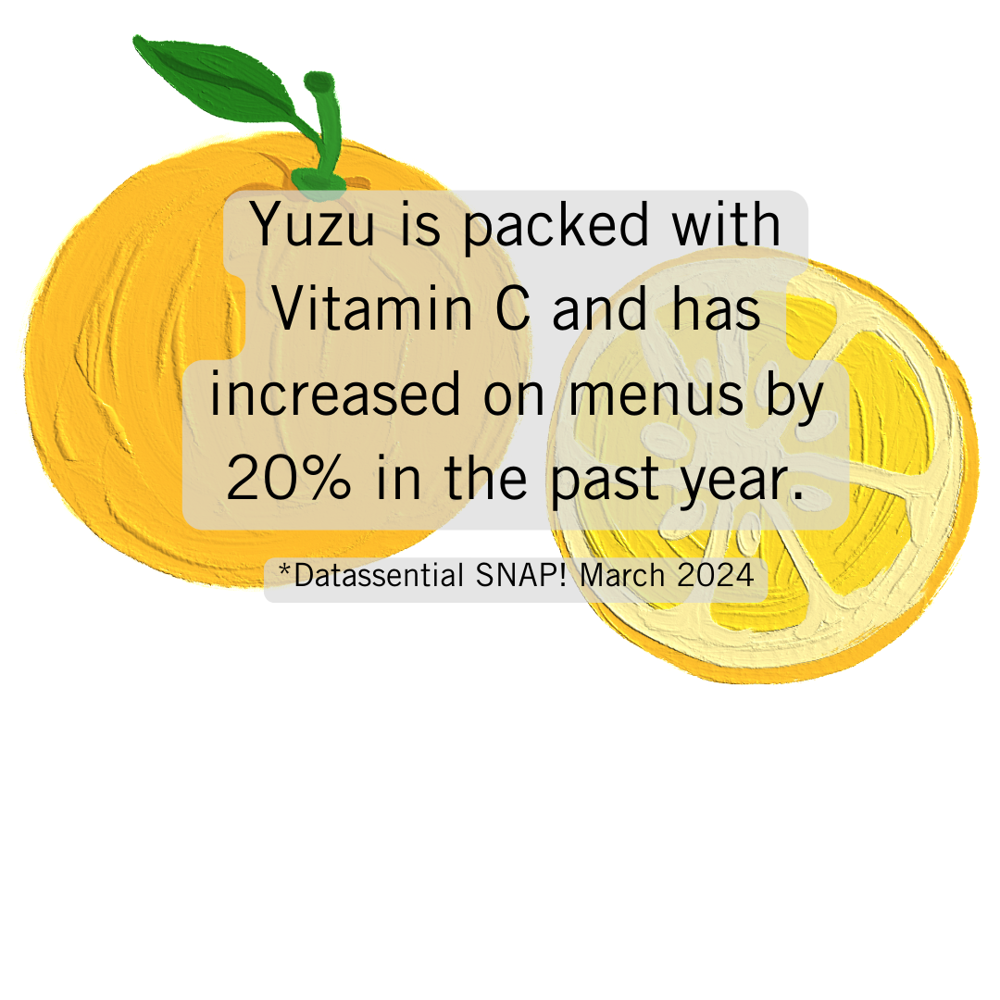 Yuzu is packed with
Vitamin C and has
increased on menus by
20% in the past year.
*Datassential SNAP! March 2024